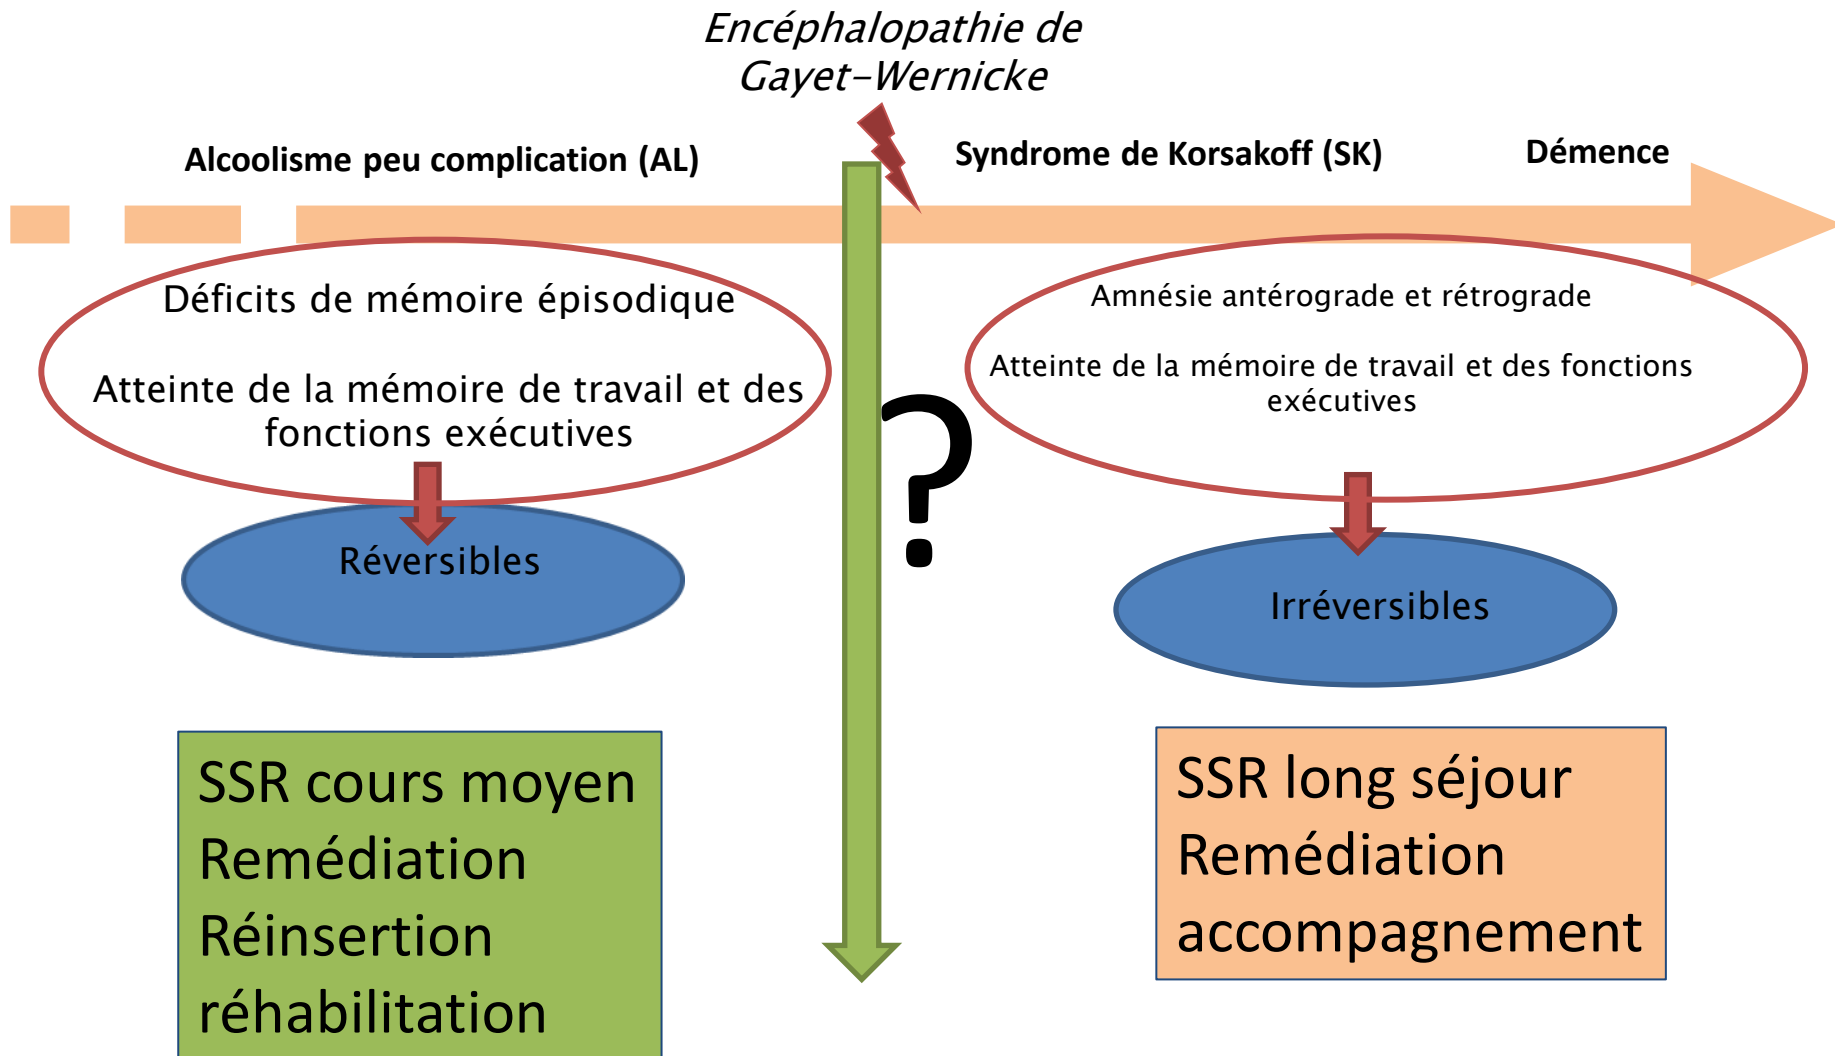 Encéphalopathie de
Gayet-Wernicke
Alcoolisme peu complication (AL)
Syndrome de Korsakoff (SK)
Démence
Déficits de mémoire épisodique
Atteinte de la mémoire de travail et des
fonctions exécutives
Réversibles
?
Amnésie antérograde et rétrograde
Atteinte de la mémoire de travail et des fonctions
exécutives
Irréversibles
SSR cours moyen
Remédiation
Réinsertion
réhabilitation
SSR long séjour
Remédiation
accompagnement